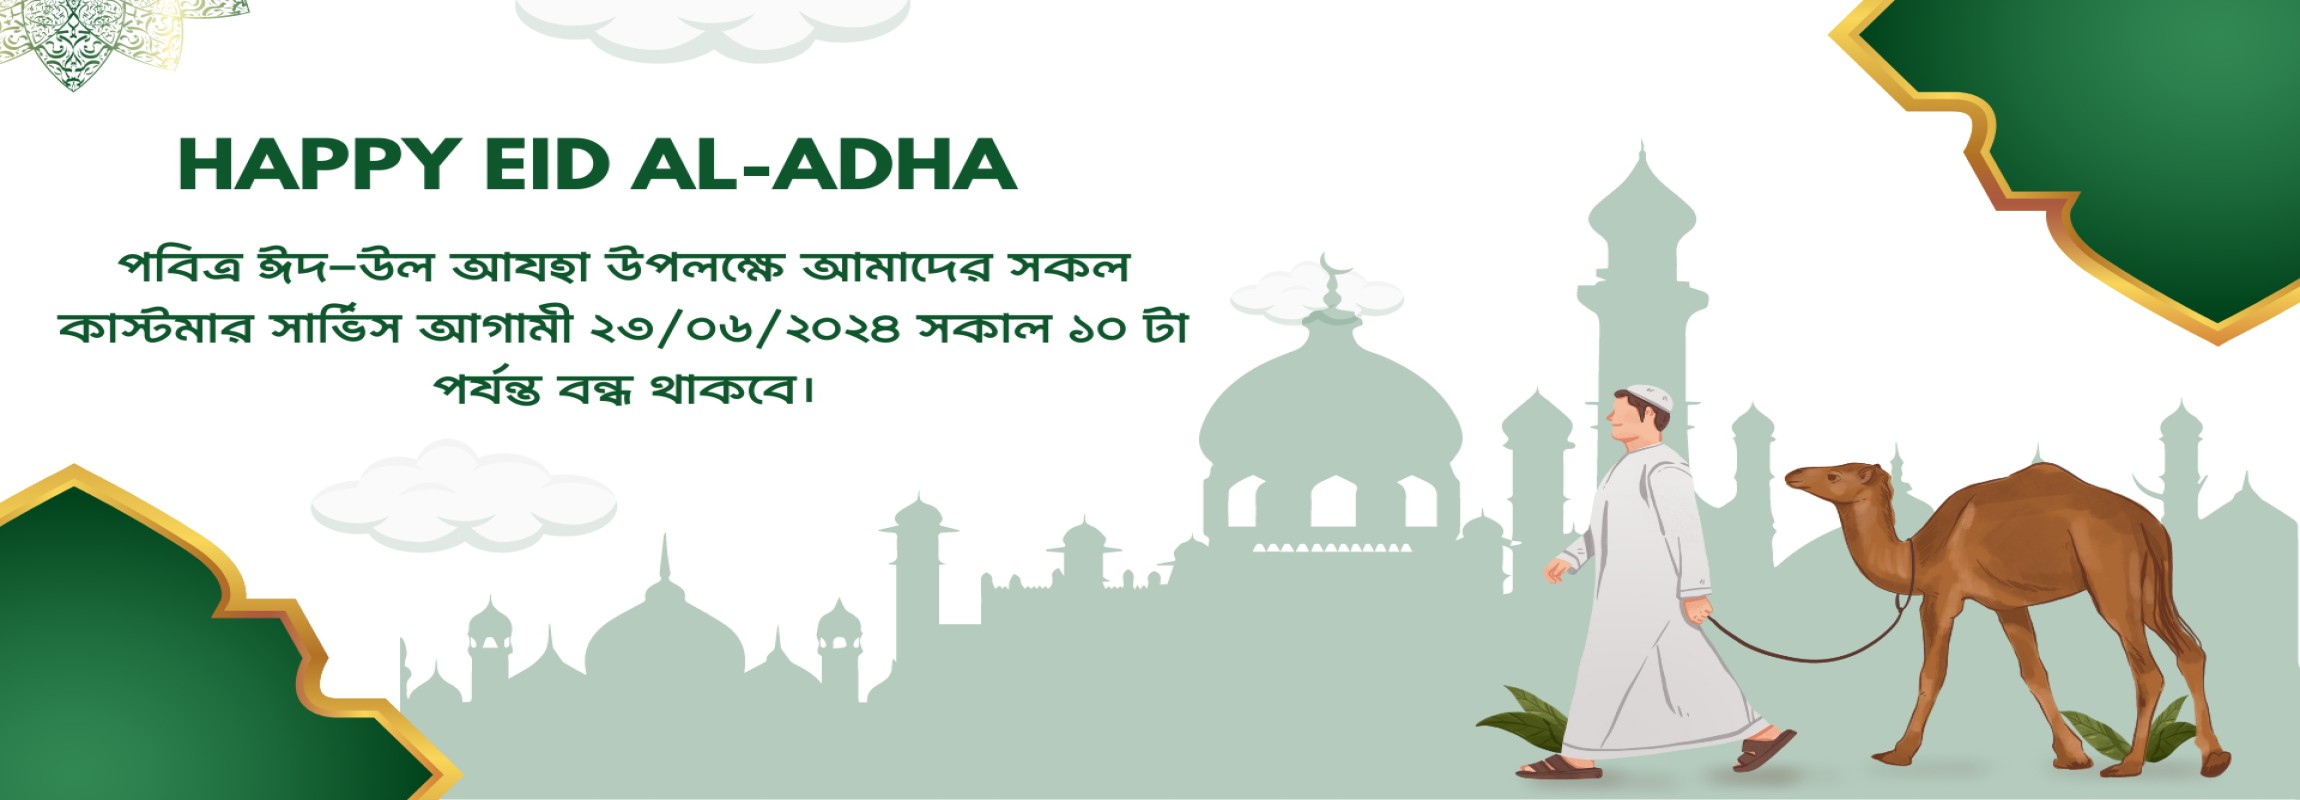 HAPPY EID AL-ADHA
পবিত্র ঈদ-উল আযহা উপলক্ষে আমাদের সকল
কাস্টমার সার্ভিস আগামী ২৩/০৬/২০২৪ সকাল ১০ টা
পর্যন্ত বন্ধ থাকবে।